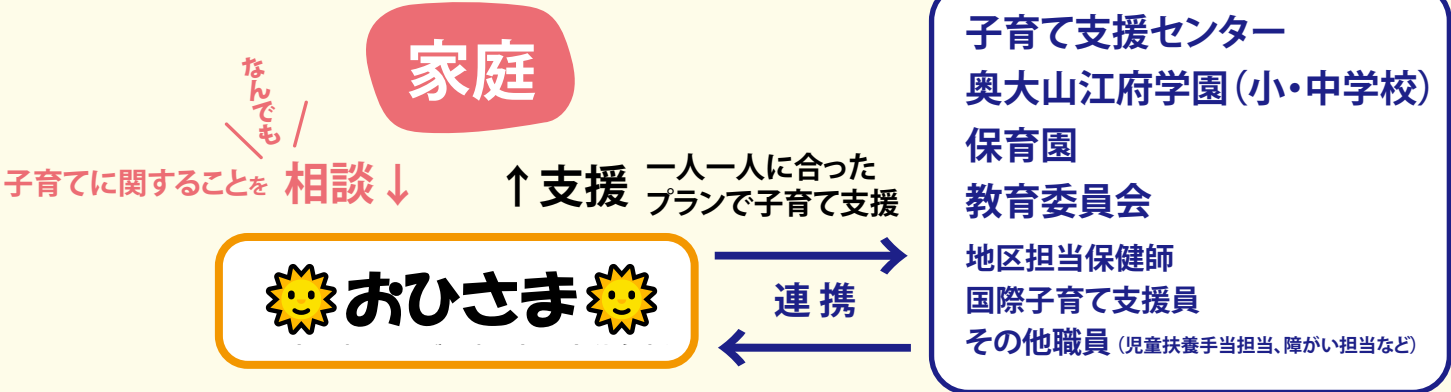 家庭
なんでも
子育てに関することを 相談↓
↑支援
一人一人に合った
プランで子育て支援
おひさま
連携
子育て支援センター
奥大山江府学園(小・中学校)
保育園
教育委員会
地区担当保健師
国際子育て支援員
その他職員(児童扶養手当担当、障がい担当など)